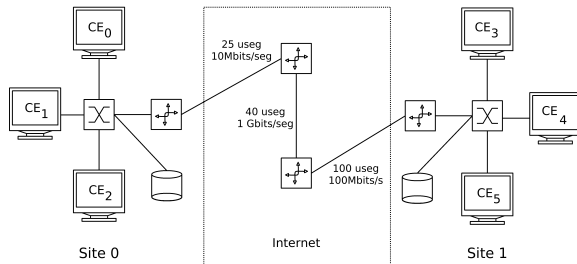 CE0
CE3
25 useg
10Mbits/seg
CE1
40 useg
1 Gbits/seg
CE4
CE2
100 useg
100Mbits/s
CE5
Internet
Site 0
Site 1